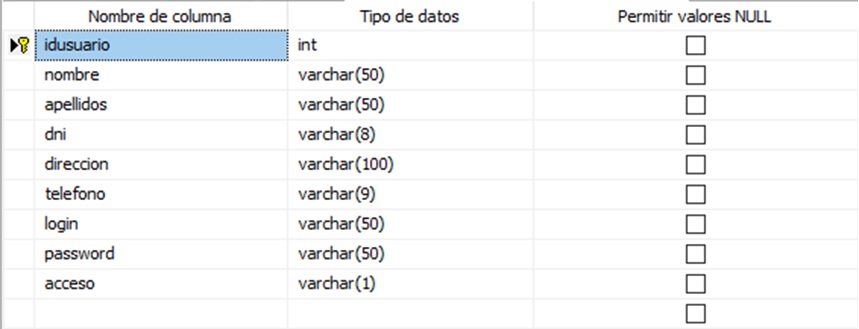 Nombre de columna Tipo de datos Permitir valores NULL
idusuario int
nombre varchar(50)
apellidos varchar(50)
dni varchar(8)
direccion varchar(100)
telefono varchar(9)
login varchar(50)
password varchar(50)
acceso varchar(1)